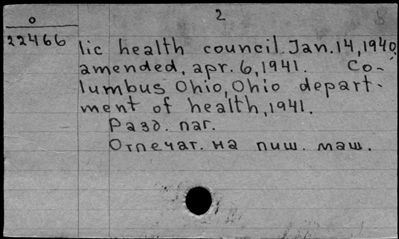 0
2
22466
lic health council. Jan. 14, 1940,
amended, apr. 6, 1941. Co-
lumbus Ohio, Ohio depart-
ment of health, 1941.
Разд. паг.
Отпечат. на пиш. маш.